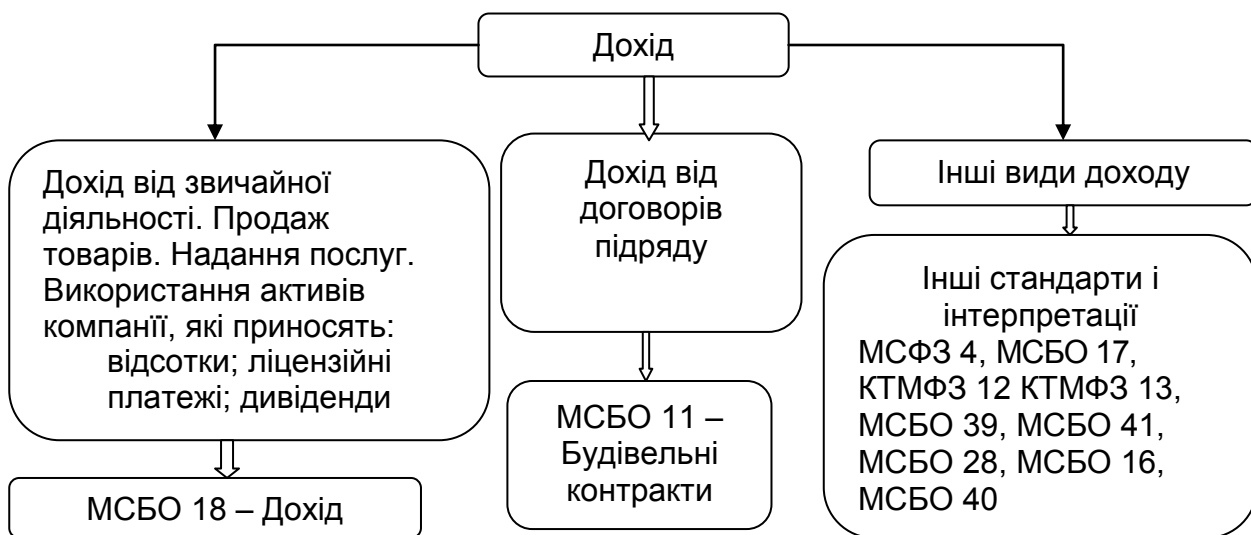 Дохід
Дохід від звичайної
діяльності. Продаж
товарів. Надання послуг.
Використання активів
компанії, які приносять:
відсотки; ліцензійні
платежі; дивіденди
МСБО 18 – Дохід
Дохід від
договорів
підряду
МСБО 11 –
Будівельні
контракти
Інші види доходу
Інші стандарти і
інтерпретації
МСФЗ 4, МСБО 17,
КТМФЗ 12 КТМФЗ 13,
МСБО 39, МСБО 41,
МСБО 28, МСБО 16,
МСБО 40